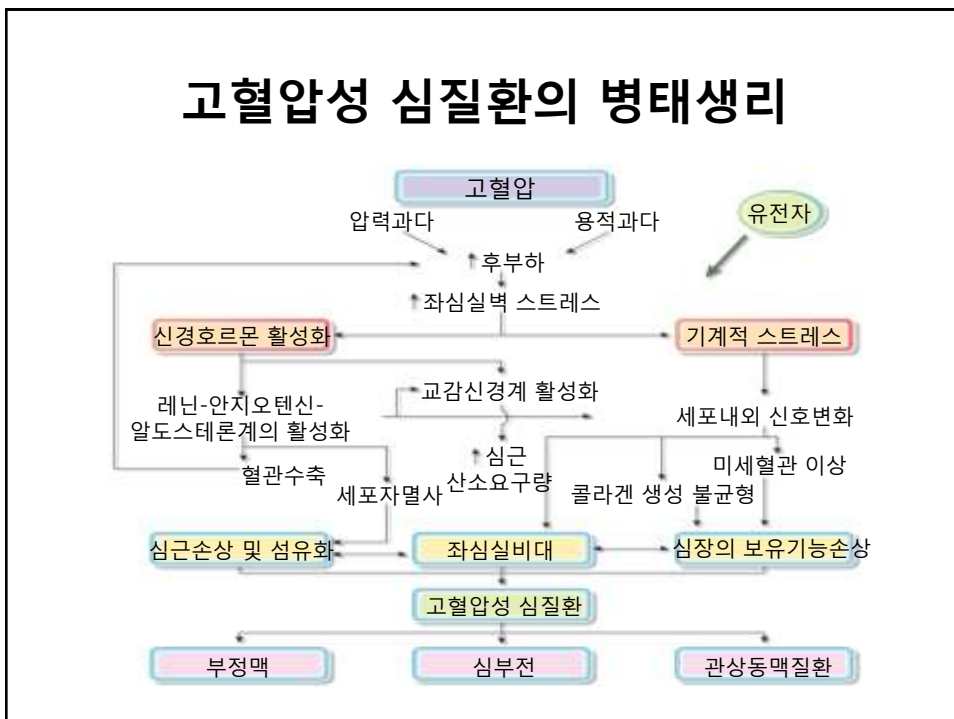 고혈압성 심질환의 병태생리
고혈압
유전자
압력과다
용적과다
↑후부하
↑좌심실벽 스트레스
신경호르몬 활성화
기계적 스트레스
교감신경계 활성화
레닌-안지오텐신-
알도스테론계의 활성화
세포내외 신호변화
↑심근
산소요구량
혈관수축
미세혈관 이상
세포자멸사
콜라겐 생성 불균형
심근손상 및 섬유화
좌심실비대
심장의 보유기능손상
고혈압성 심질환
부정맥
심부전
관상동맥질환